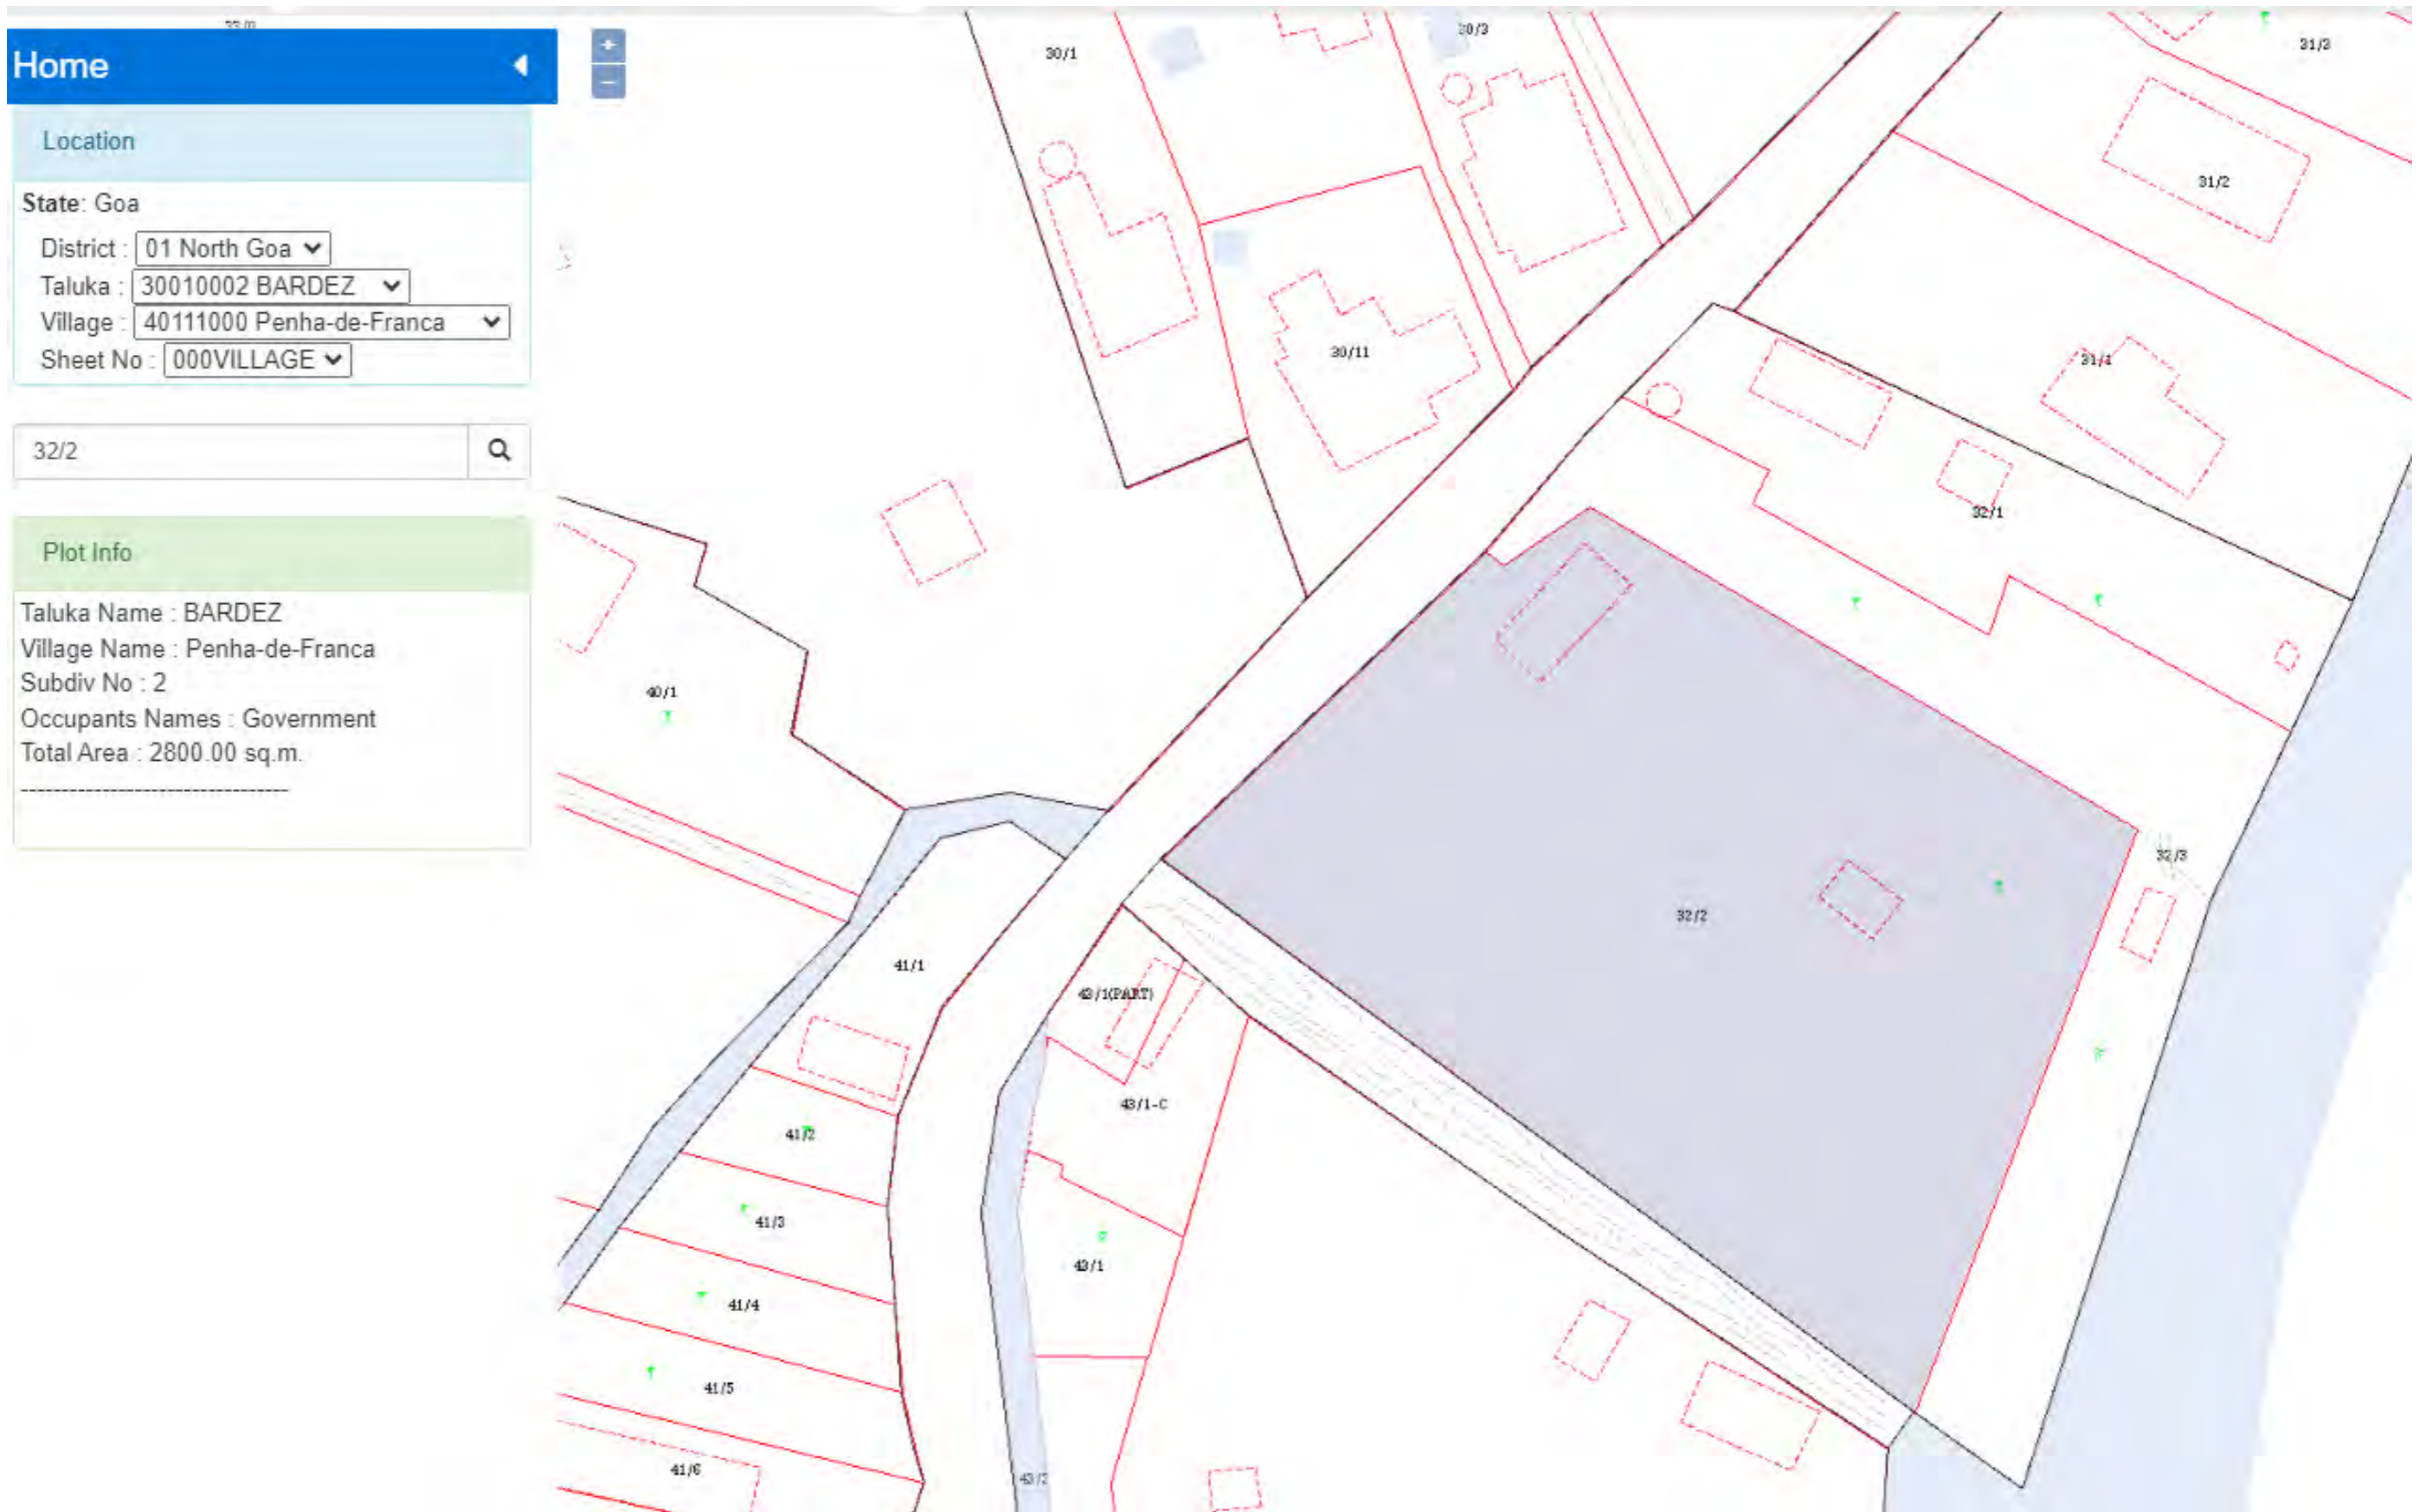 Home
Location
State: Goa
District : 01 North Goa
Taluka : 30010002 BARDEZ
Village : 40111000 Penha-de-Franca
Sheet No : 000VILLAGE
32/2
Plot Info
Taluka Name : BARDEZ
Village Name : Penha-de-Franca
Subdiv No : 2
Occupants Names : Government
Total Area : 2800.00 sq.m.
---------------------------------
+
−
30/1
30/3
31/3
31/2
30/11
31/1
32/1
40/1
32/3
32/2
41/1
43/1(PART)
43/1-C
41/2
41/3
43/1
41/4
41/5
41/6